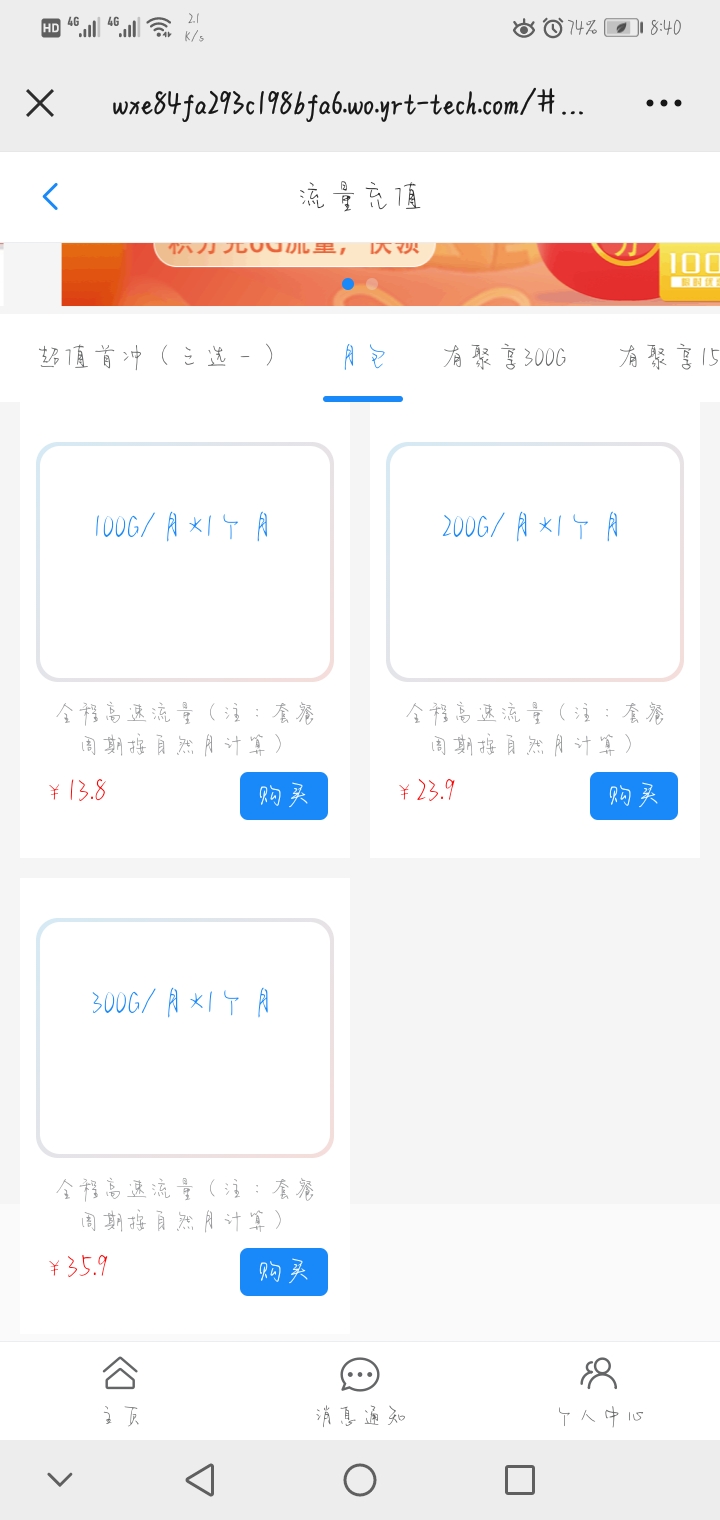 HD 4G 4G 2.1 K/s 74% 8:40
wxe84fa293c198bfa6.wo.yrt-tech.com/#...
流量充值
积分兑6G流量，快领
100
超值首冲（三选一） 月包 有聚享300G 有聚享15
100G/月*1个月
全程高速流量（注：套餐
周期按自然月计算）
￥13.8 购买
200G/月*1个月
全程高速流量（注：套餐
周期按自然月计算）
￥23.9 购买
300G/月*1个月
全程高速流量（注：套餐
周期按自然月计算）
￥35.9 购买
主页 消息通知 个人中心